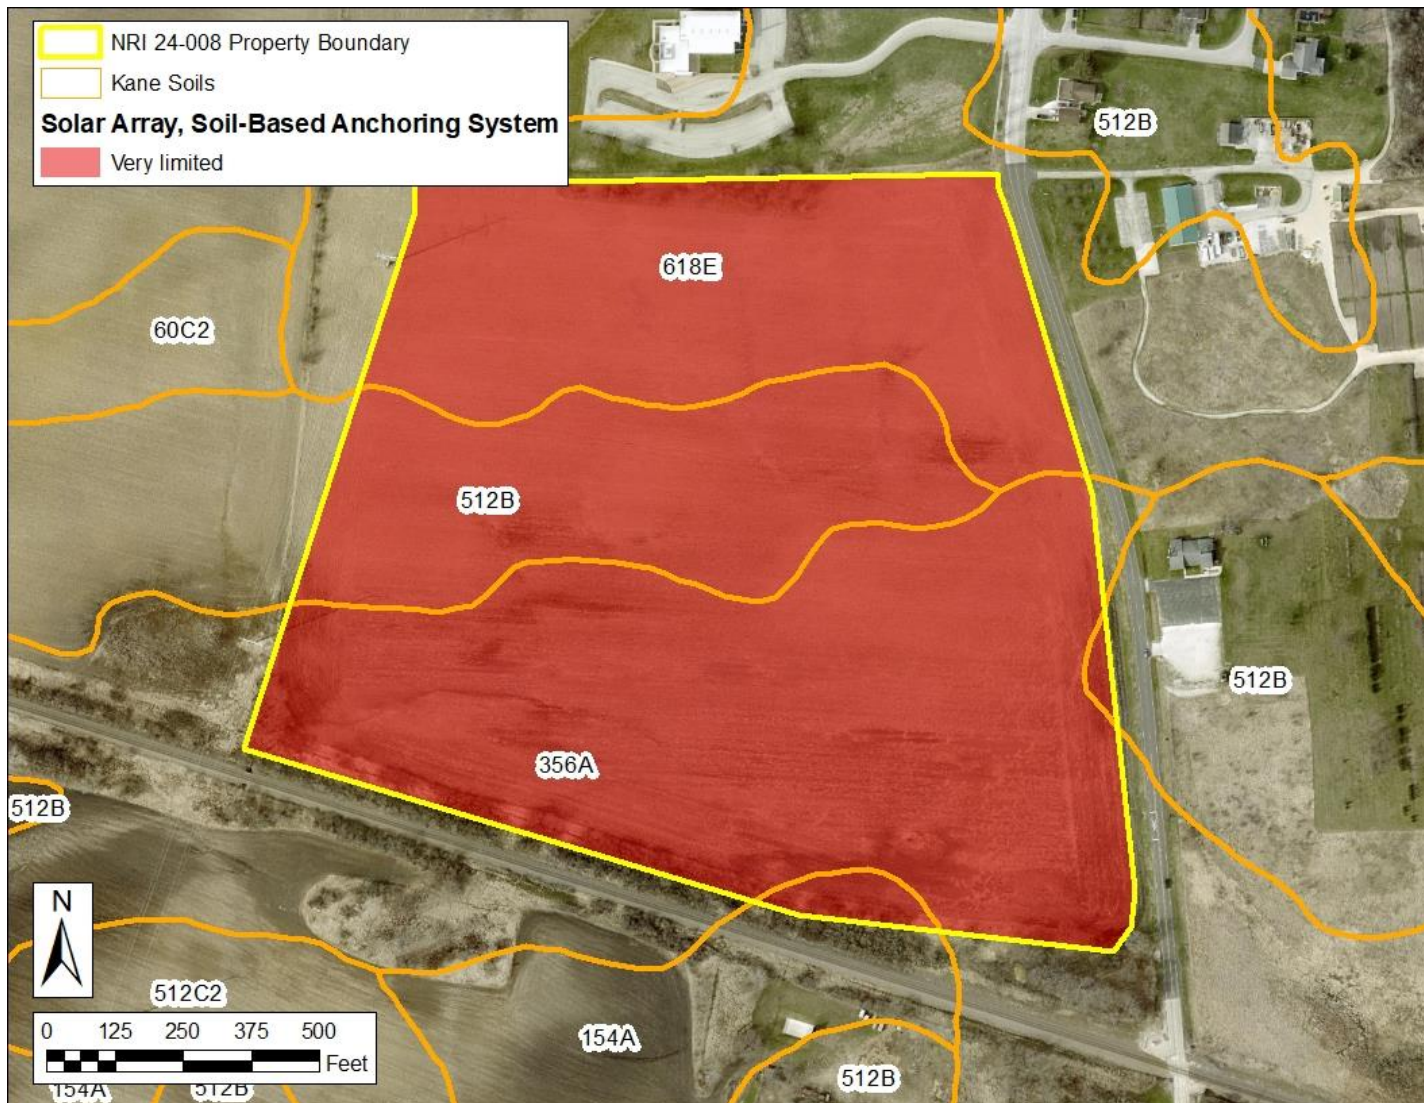 NRI 24-008 Property Boundary
Kane Soils
Solar Array, Soil-Based Anchoring System
Very limited
512B
618E
60C2
512B
512B
356A
512B
N
512C2
0 125 250 375 500
Feet
154A
512B
154A
512B